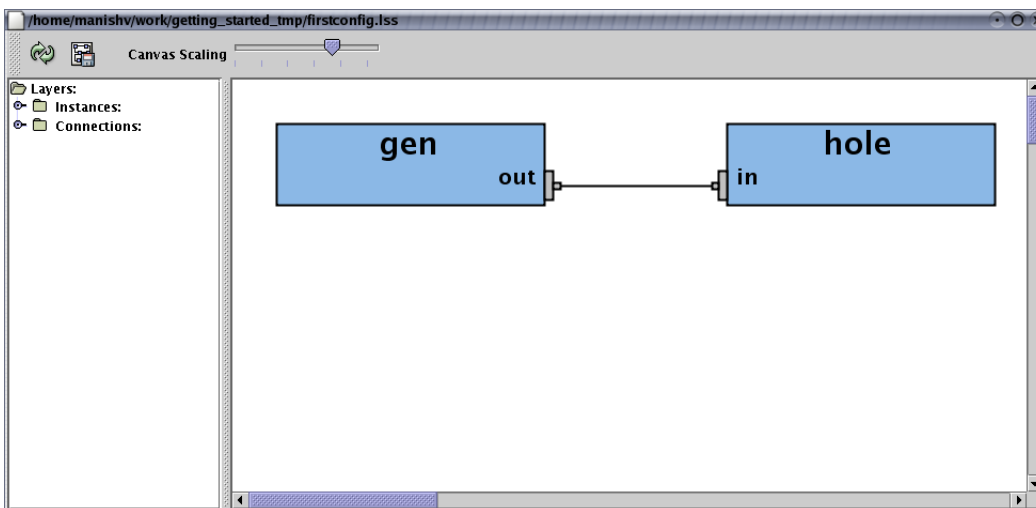 /home/manishv/work/getting_started_tmp/firstconfig.lss
Canvas Scaling
Layers:
Instances:
Connections:
gen
out
hole
in